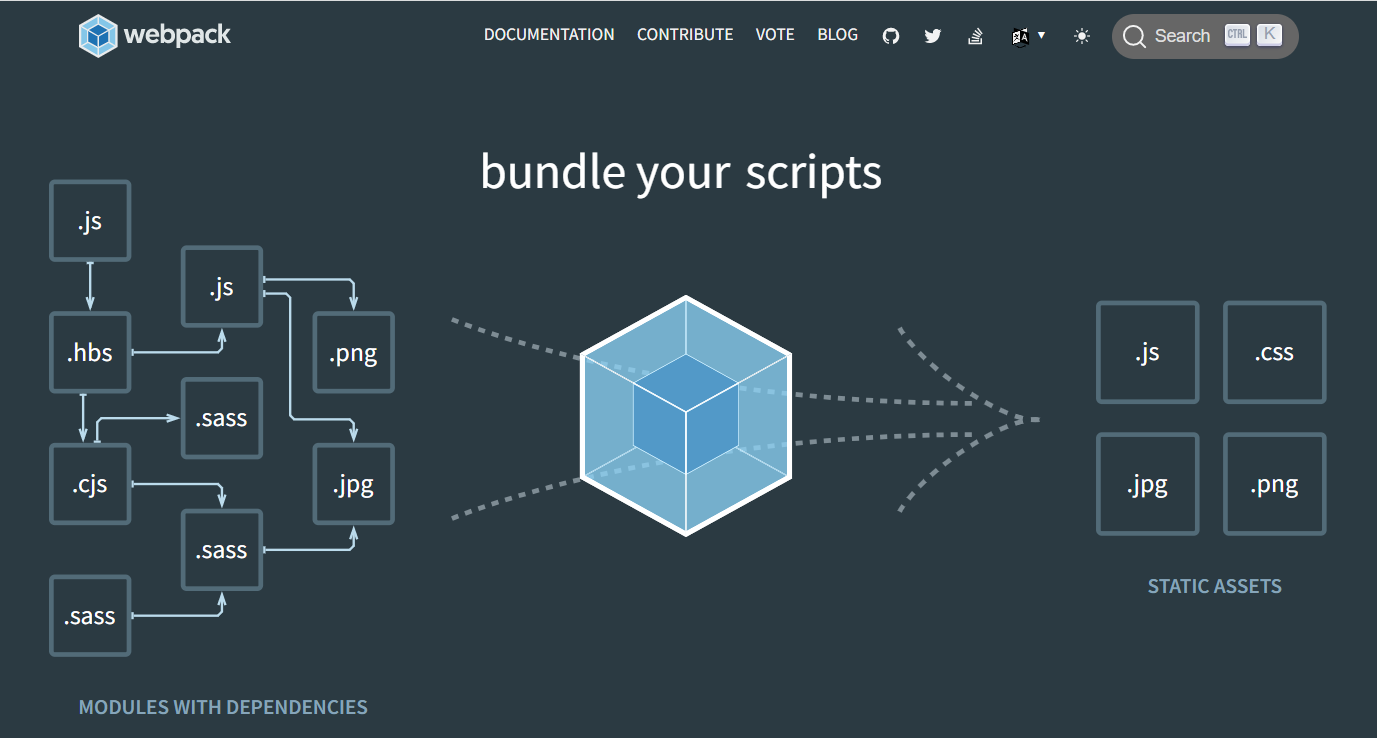 webpack
DOCUMENTATION CONTRIBUTE VOTE BLOG
Search CTRL K
bundle your scripts
.js
.js
.hbs
.png
.sass
.cjs
.jpg
.sass
.sass
MODULES WITH DEPENDENCIES
.js .css
.jpg .png
STATIC ASSETS